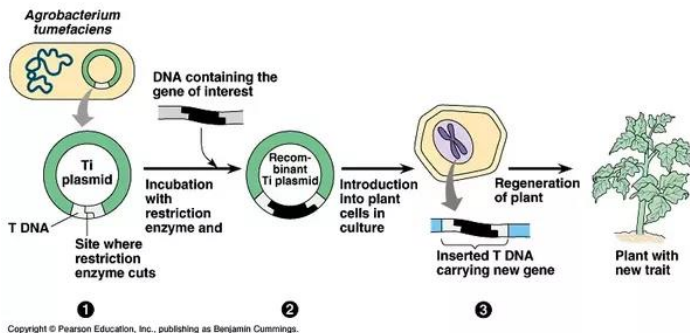 Agrobacterium
tumefaciens
DNA containing the
gene of interest
Ti
plasmid
Recom-
binant
Ti plasmid
Incubation
with
restriction
enzyme and
Introduction
Into plant
cells in
culture
Regeneration
of plant
T DNA
Site where
restriction
enzyme cuts
Inserted T DNA
carrying new gene
Plant with
new trait
1
2
3
Copyright © Pearson Education, Inc., publishing as Benjamin Cummings.